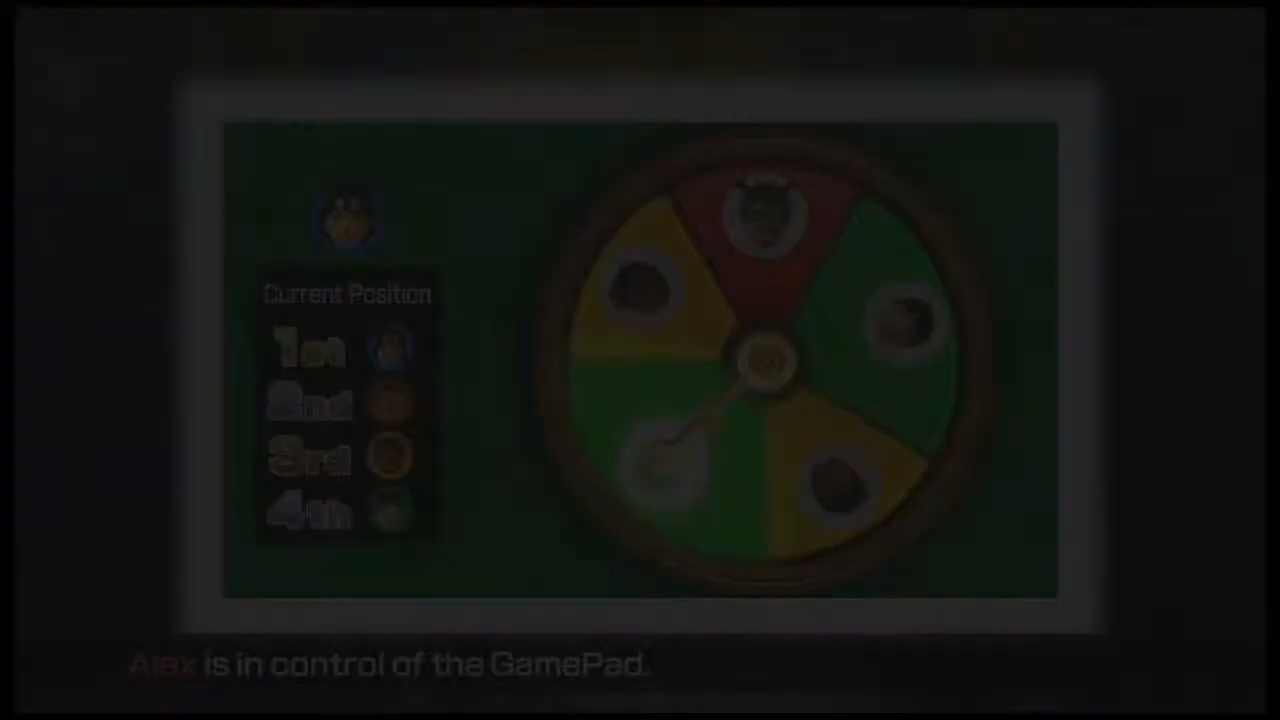 Current Position
1st
2nd
3rd
4th
Alex is in control of the GamePad.